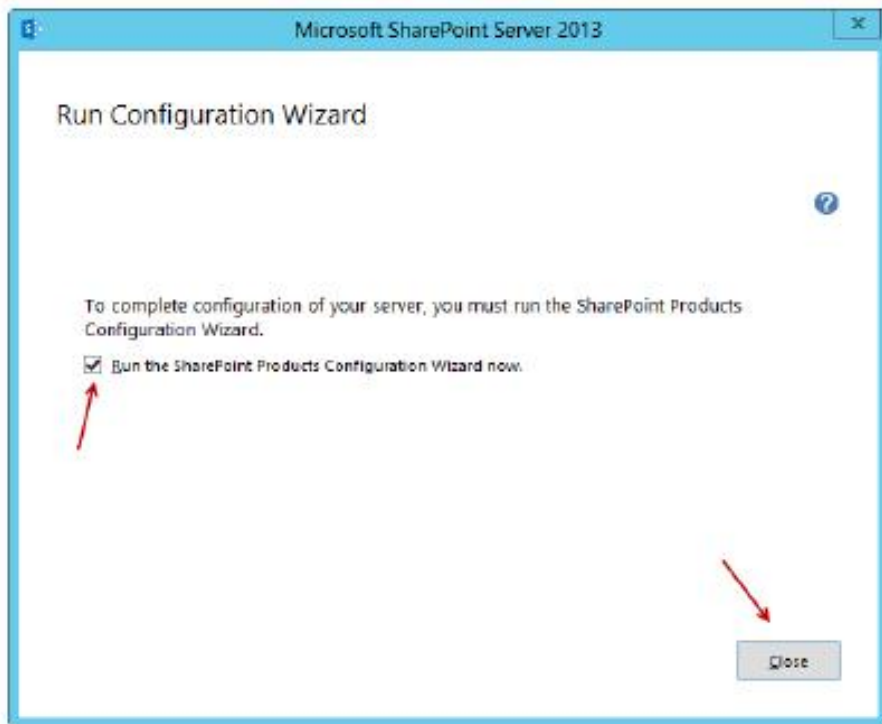 Microsoft SharePoint Server 2013
Run Configuration Wizard
To complete configuration of your server, you must run the SharePoint Products
Configuration Wizard.
Run the SharePoint Products Configuration Wizard now.
Close